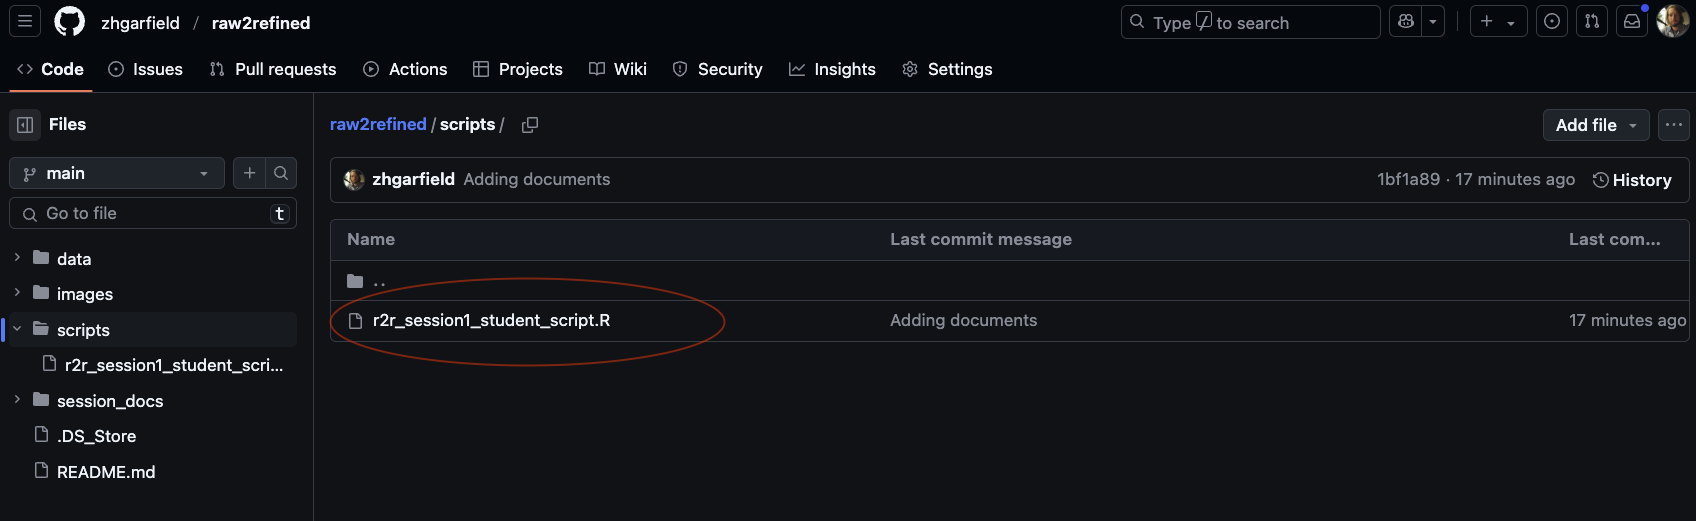 zhgarfield / raw2refined
Type / to search
Code Issues Pull requests Actions Projects Wiki Security Insights Settings
Files
main
Go to file t
data
images
scripts
r2r_session1_student_scri...
session_docs
.DS_Store
README.md
raw2refined / scripts /
Add file
zhgarfield Adding documents 1bf1a89 · 17 minutes ago History
Name Last commit message Last com...
..
r2r_session1_student_script.R Adding documents 17 minutes ago